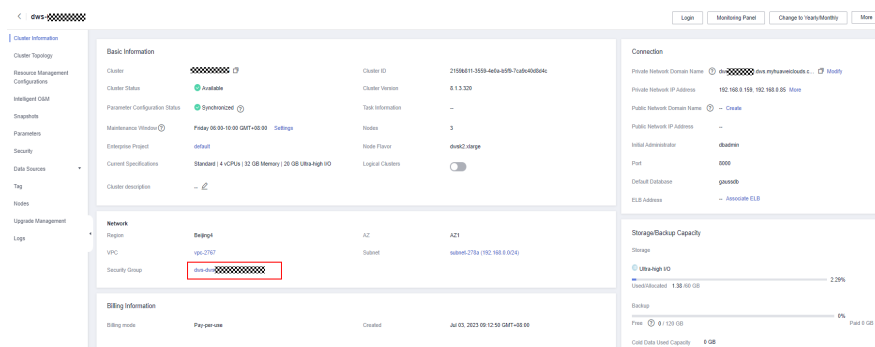 dws-
Login
Monitoring Panel
Change to Yearly/Monthly
More
Cluster Information
Cluster Topology
Resource Management
Configurations
Intelligent O&M
Snapshots
Parameters
Security
Data Sources
Tag
Nodes
Upgrade Management
Logs
Basic Information
Cluster
Cluster ID
Cluster Status Available
Cluster Version 8.1.3.320
Parameter Configuration Status Synchronized
Task Information --
Maintenance Window Friday 06:00-10:00 GMT+08:00 Settings
Nodes 3
Enterprise Project default
Node Flavor dwsk2.xlarge
Current Specifications Standard | 4 vCPUs | 32 GB Memory | 20 GB Ultra-high I/O
Logical Clusters
Cluster description --
Network
Region Beijing4
AZ AZ1
VPC vpc-2767
Subnet subnet-278a (192.168.0.0/24)
Security Group dws-dws
Billing Information
Billing mode Pay-per-use
Created Jul 03, 2023 09:12:50 GMT+08:00
Connection
Private Network Domain Name dws .dws.myhuaweiclouds.c... Modify
Private Network IP Address 192.168.0.159, 192.168.0.85 More
Public Network Domain Name -- Create
Public Network IP Address --
Initial Administrator dbadmin
Port 8000
Default Database gaussdb
ELB Address -- Associate ELB
Storage/Backup Capacity
Storage
Ultra-high I/O
2.29%
Used/Allocated 1.38 /60 GB
Backup
0%
Free 0 / 120 GB
Paid 0 GB
Cold Data Used Capacity 0 GB